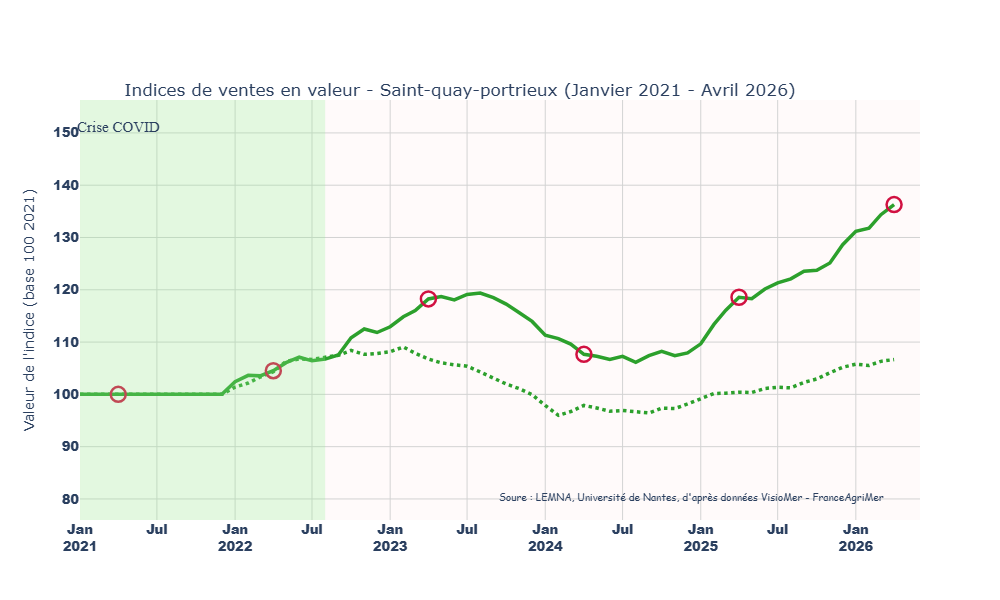 Indices de ventes en valeur - Saint-quay-portrieux (Janvier 2021 - Avril 2026)
Crise COVID
Valeur de l'indice (base 100 2021)
150
140
130
120
110
100
90
80
Soure : LEMNA, Université de Nantes, d'après données VisioMer - FranceAgriMer
Jan Jul Jan Jul Jan Jul Jan Jul Jan Jul Jan
2021 2022 2023 2024 2025 2026